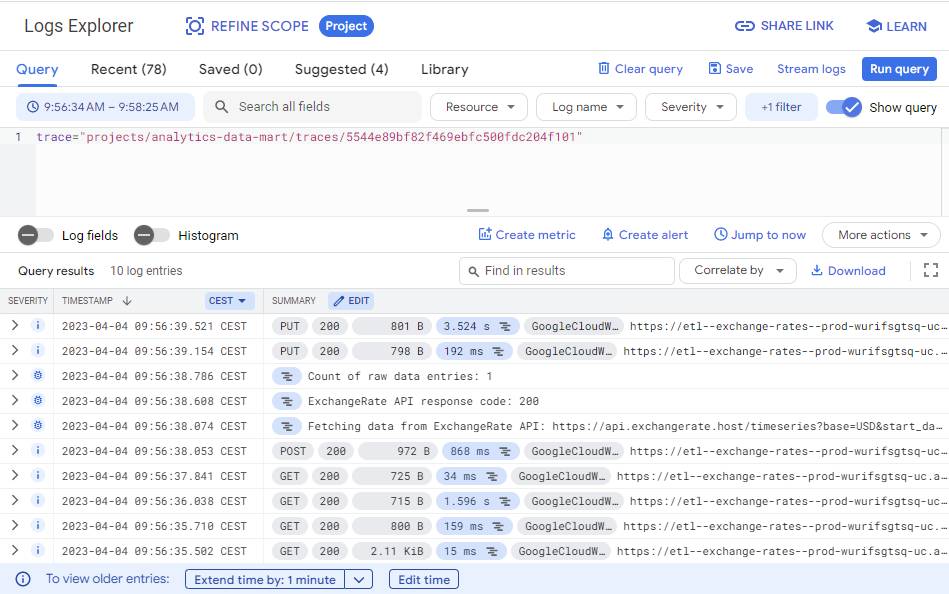 Logs Explorer REFINE SCOPE Project SHARE LINK LEARN
Query Recent (78) Saved (0) Suggested (4) Library Clear query Save Stream logs Run query
9:56:34 AM – 9:58:25 AM Search all fields Resource Log name Severity +1 filter Show query
1 trace="projects/analytics-data-mart/traces/5544e89bf82f469ebfc500fdc204f101"
Log fields Histogram Create metric Create alert Jump to now More actions
Query results 10 log entries Find in results Correlate by Download
SEVERITY TIMESTAMP CEST SUMMARY EDIT
2023-04-04 09:56:39.521 CEST PUT 200 801 B 3.524 s GoogleCloudW… https://etl--exchange-rates--prod-wurifsgtsq-uc.…
2023-04-04 09:56:39.154 CEST PUT 200 798 B 192 ms GoogleCloudW… https://etl--exchange-rates--prod-wurifsgtsq-uc.…
2023-04-04 09:56:38.786 CEST Count of raw data entries: 1
2023-04-04 09:56:38.608 CEST ExchangeRate API response code: 200
2023-04-04 09:56:38.074 CEST Fetching data from ExchangeRate API: https://api.exchangerate.host/timeseries?base=USD&start_da…
2023-04-04 09:56:38.053 CEST POST 200 972 B 868 ms GoogleCloudW… https://etl--exchange-rates--prod-wurifsgtsq-uc…
2023-04-04 09:56:37.841 CEST GET 200 725 B 34 ms GoogleCloudW… https://etl--exchange-rates--prod-wurifsgtsq-uc.a…
2023-04-04 09:56:36.038 CEST GET 200 715 B 1.596 s GoogleCloudW… https://etl--exchange-rates--prod-wurifsgtsq-uc…
2023-04-04 09:56:35.710 CEST GET 200 800 B 159 ms GoogleCloudW… https://etl--exchange-rates--prod-wurifsgtsq-uc.…
2023-04-04 09:56:35.502 CEST GET 200 2.11 KiB 15 ms GoogleCloudW… https://etl--exchange-rates--prod-wurifsgtsq-uc.a…
To view older entries: Extend time by: 1 minute Edit time